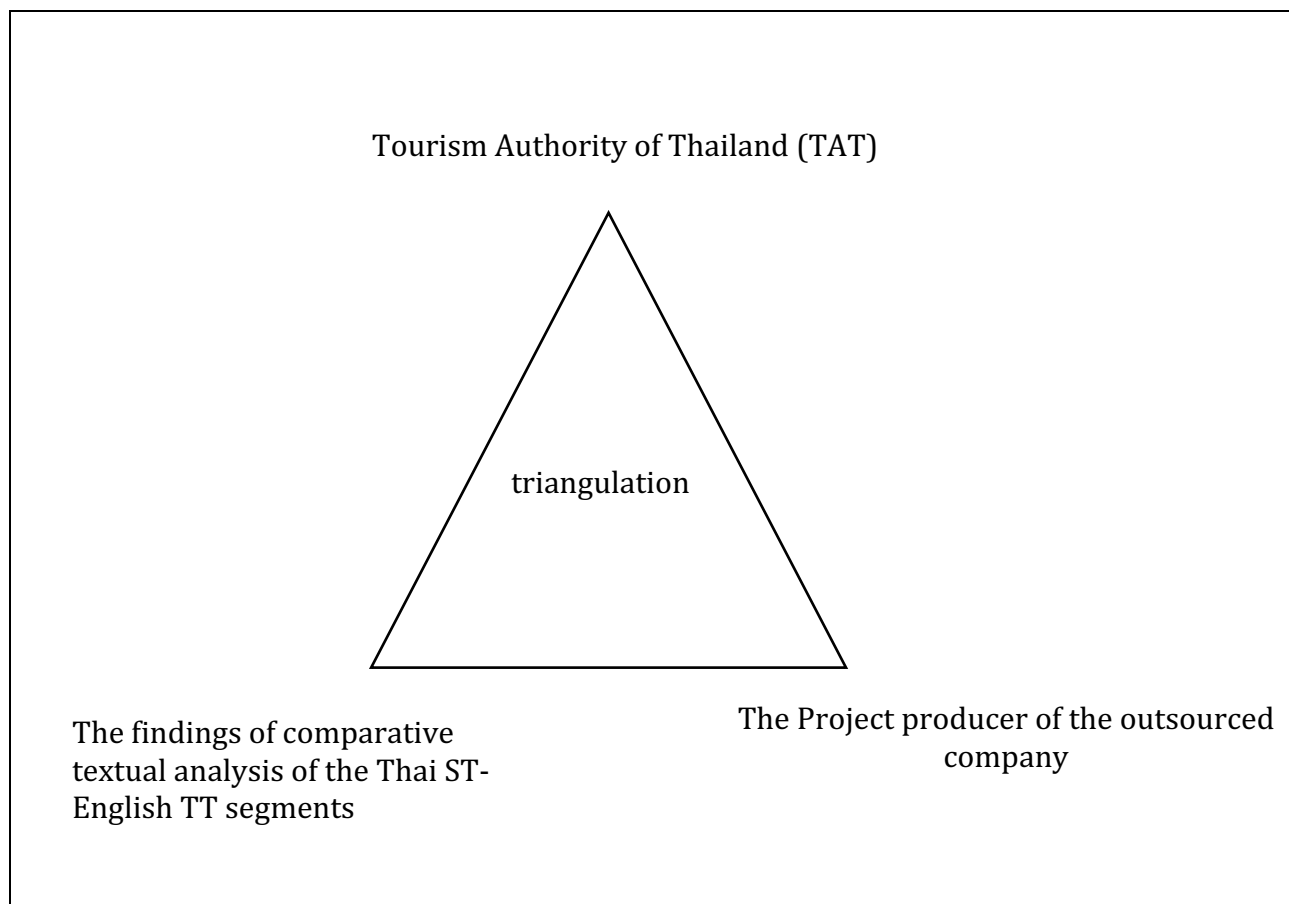 Tourism Authority of Thailand (TAT)
triangulation
The findings of comparative
textual analysis of the Thai ST-
English TT segments
The Project producer of the outsourced
company